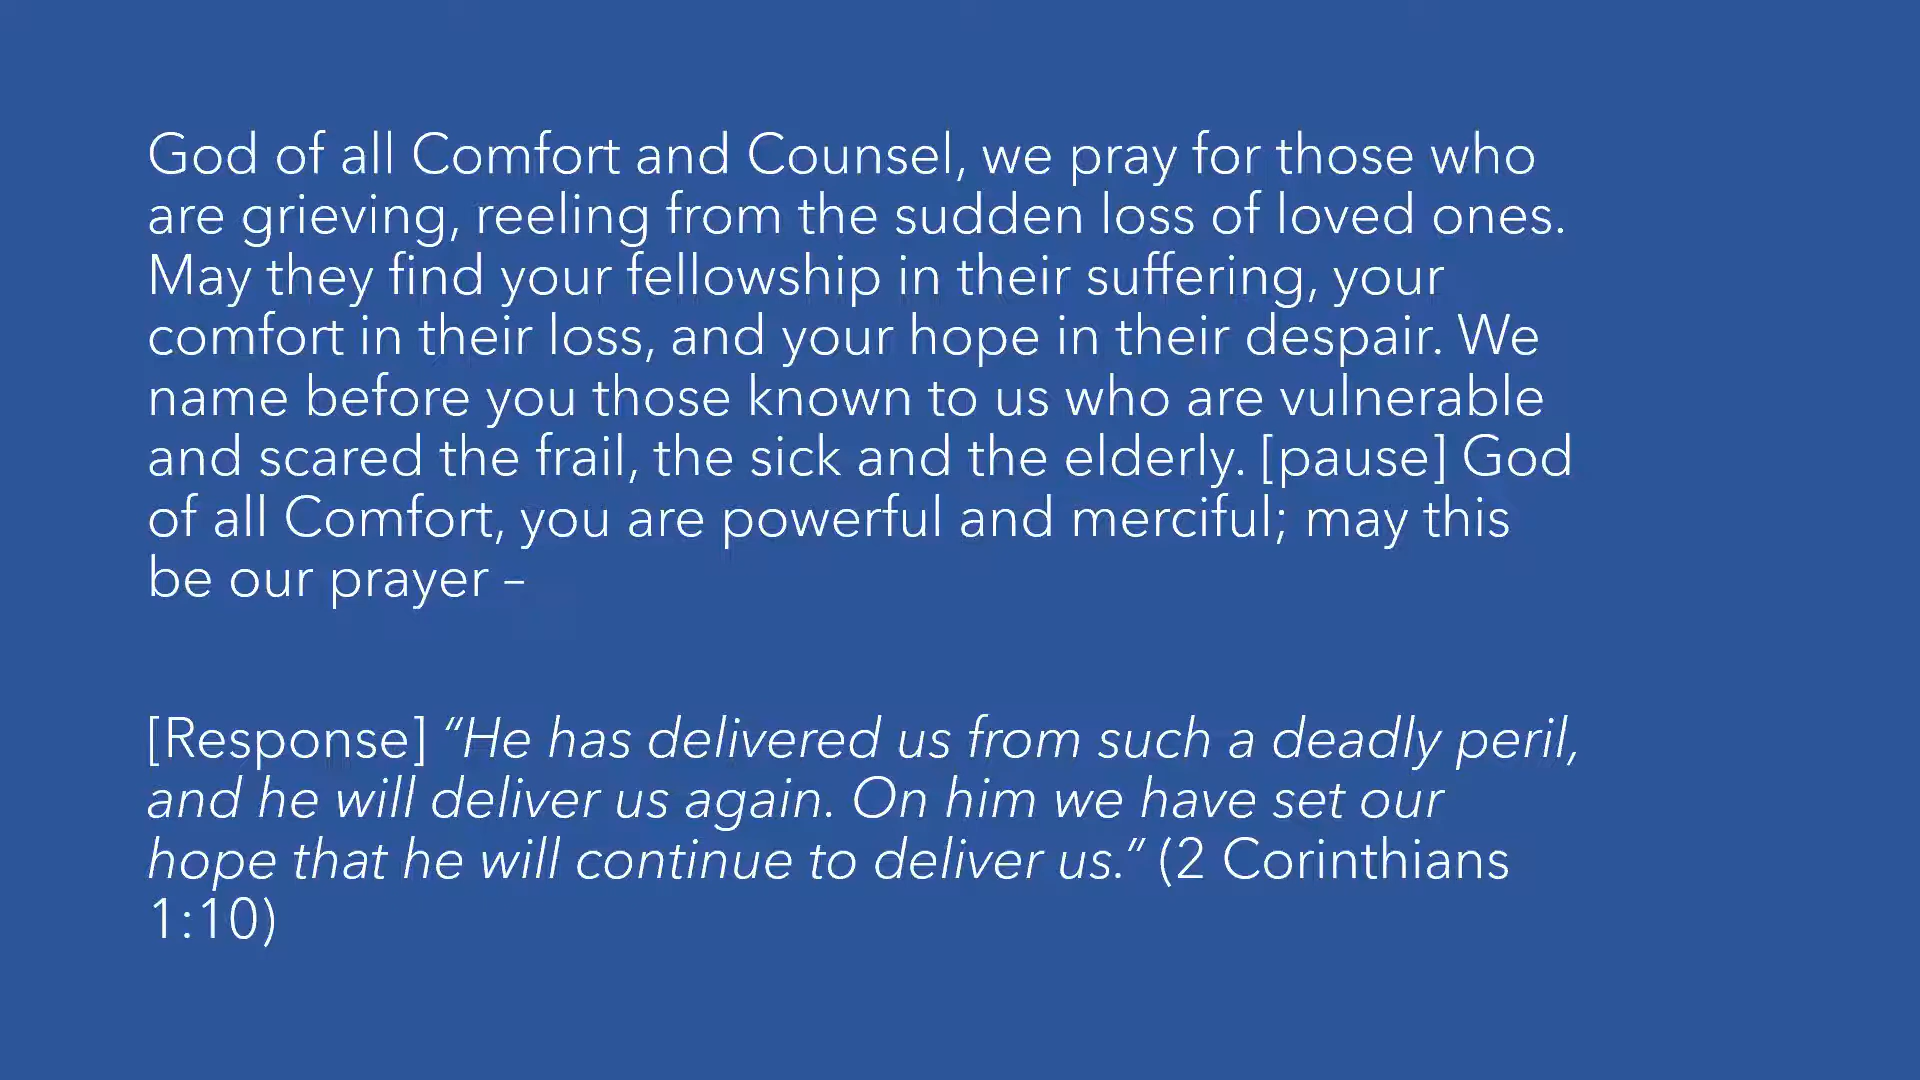 God of all Comfort and Counsel, we pray for those who
are grieving, reeling from the sudden loss of loved ones.
May they find your fellowship in their suffering, your
comfort in their loss, and your hope in their despair. We
name before you those known to us who are vulnerable
and scared the frail, the sick and the elderly. [pause] God
of all Comfort, you are powerful and merciful; may this
be our prayer –
[Response] “He has delivered us from such a deadly peril,
and he will deliver us again. On him we have set our
hope that he will continue to deliver us.” (2 Corinthians
1:10)